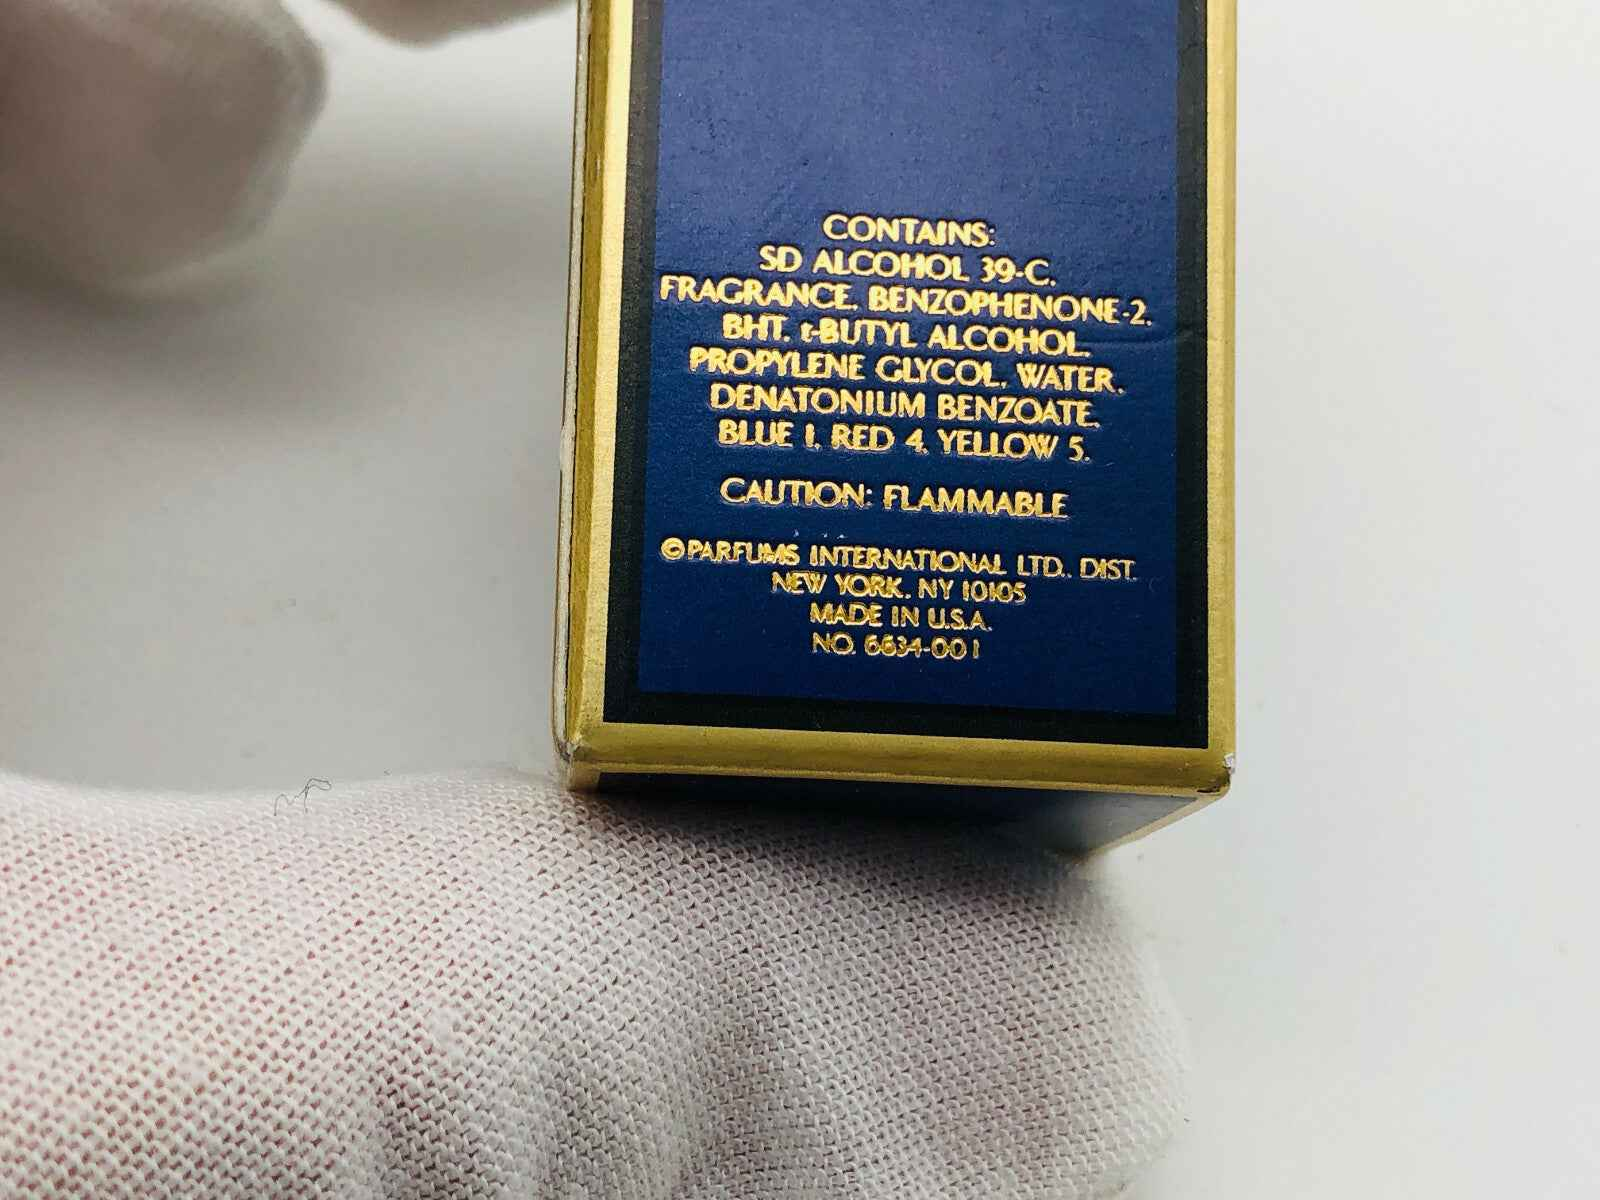 CONTAINS:
SD ALCOHOL 39-C,
FRAGRANCE, BENZOPHENONE-2,
BHT, t-BUTYL ALCOHOL,
PROPYLENE GLYCOL, WATER,
DENATONIUM BENZOATE,
BLUE 1, RED 4, YELLOW 5.
CAUTION: FLAMMABLE
©PARFUMS INTERNATIONAL LTD., DIST.
NEW YORK, NY 10105
MADE IN U.S.A.
NO. 6634-001